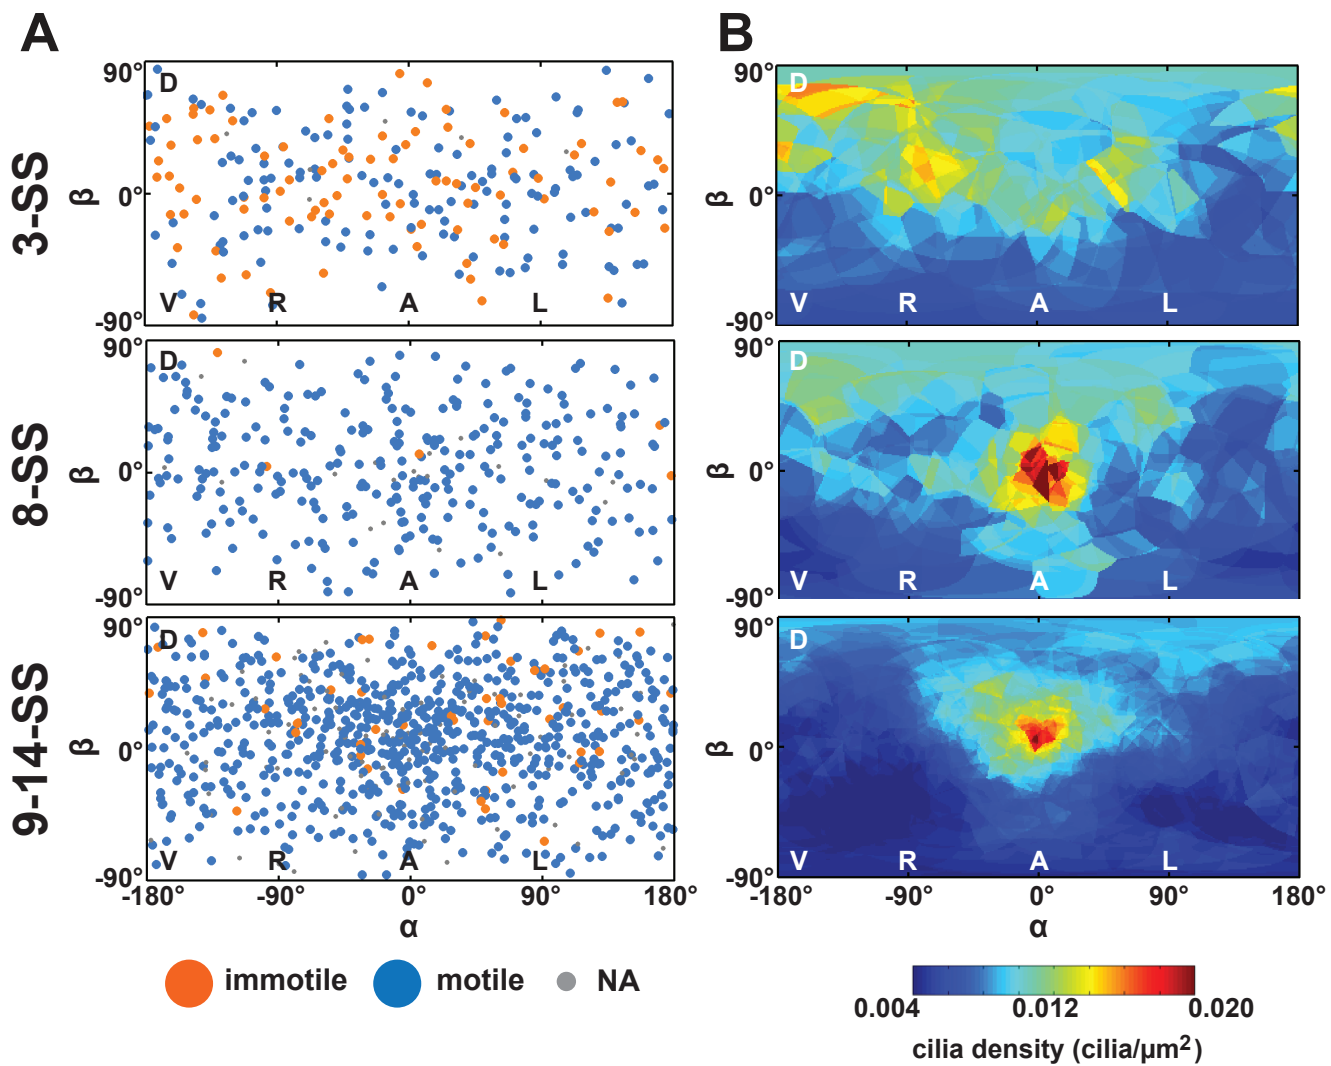 A
B
3-SS
90°
0°
-90°
β
D
V R A L
90°
0°
-90°
β
D
V R A L
8-SS
90°
0°
-90°
β
D
V R A L
90°
0°
-90°
β
D
V R A L
9-14-SS
90°
0°
-90°
β
D
V R A L
-180° -90° 0° 90° 180°
α
90°
0°
-90°
β
D
V R A L
-180° -90° 0° 90° 180°
α
immotile motile NA
0.004 0.012 0.020
cilia density (cilia/µm²)